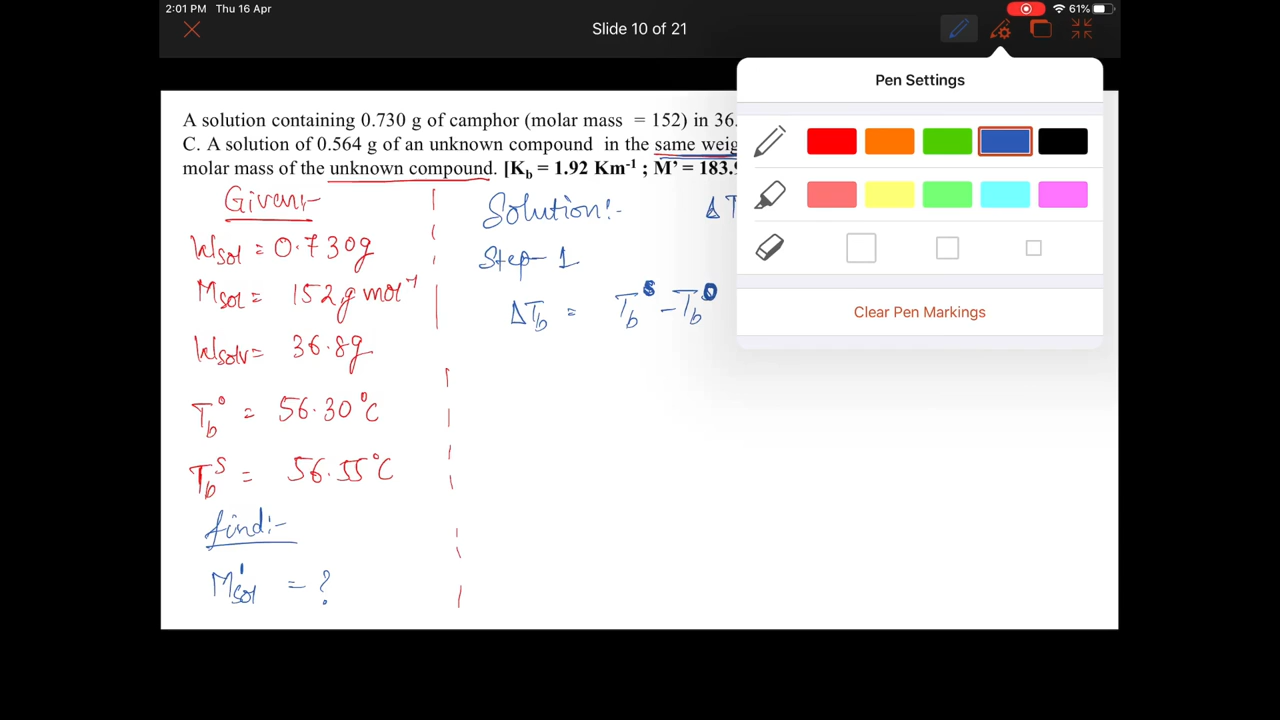 2:01 PM Thu 16 Apr
61%
Slide 10 of 21
Pen Settings
Clear Pen Markings
A solution containing 0.730 g of camphor (molar mass = 152) in 36.
C. A solution of 0.564 g of an unknown compound in the same weig
molar mass of the unknown compound. [Kb = 1.92 Km-1 ; M' = 183.9
Given:-
Wsol = 0.730g
Msol = 152 g mol-1
Wsolv = 36.8g
Tb° = 56.30°C
TbS = 56.55°C
find:-
M'sol = ?
Solution:- ΔT
Step-1
ΔTb = TbS - Tb°